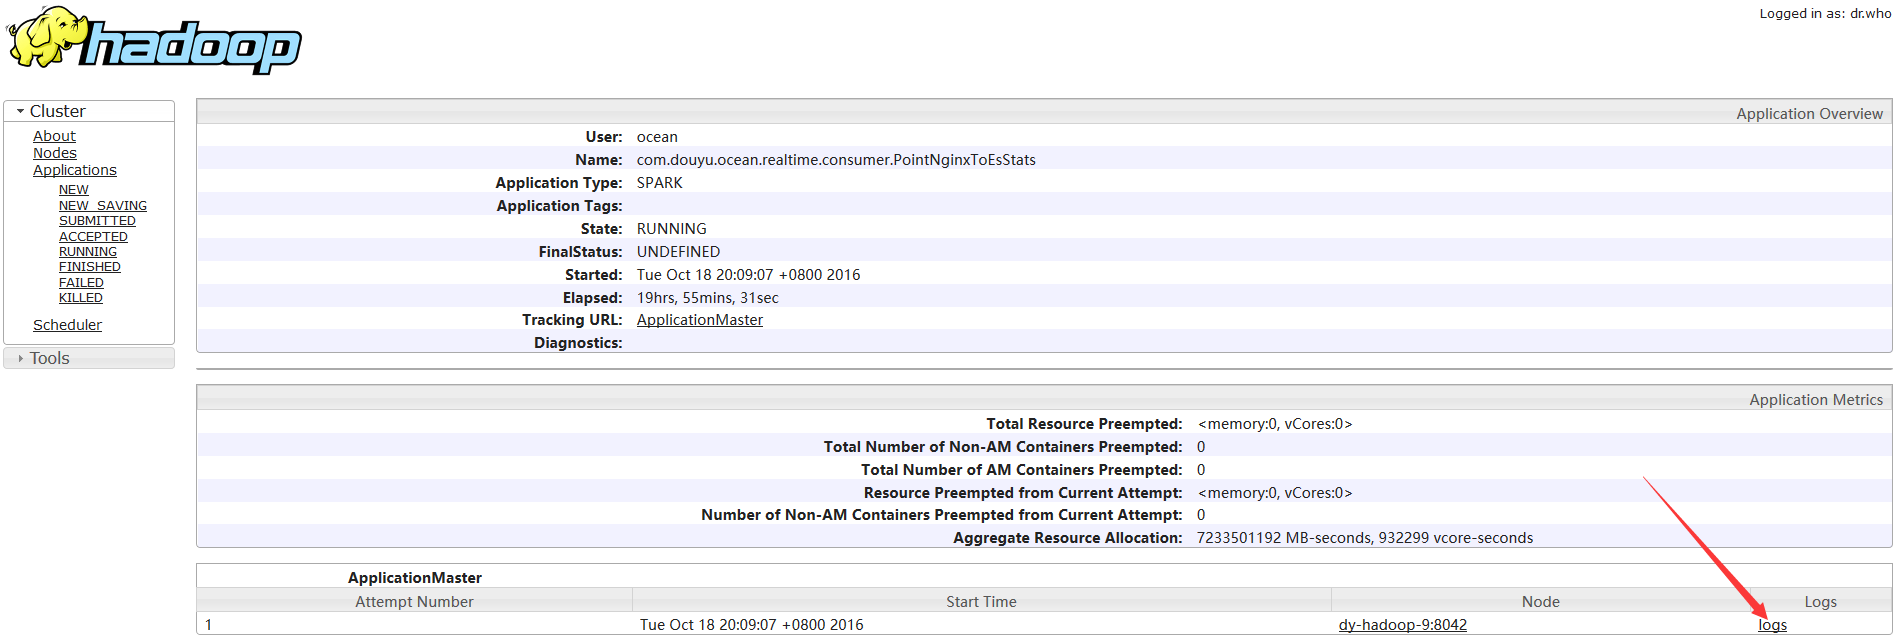 hadoop
Logged in as: dr.who
Cluster
About
Nodes
Applications
NEW
NEW_SAVING
SUBMITTED
ACCEPTED
RUNNING
FINISHED
FAILED
KILLED
Scheduler
Tools
Application Overview
User: ocean
Name: com.douyu.ocean.realtime.consumer.PointNginxToEsStats
Application Type: SPARK
Application Tags:
State: RUNNING
FinalStatus: UNDEFINED
Started: Tue Oct 18 20:09:07 +0800 2016
Elapsed: 19hrs, 55mins, 31sec
Tracking URL: ApplicationMaster
Diagnostics:
Application Metrics
Total Resource Preempted: <memory:0, vCores:0>
Total Number of Non-AM Containers Preempted: 0
Total Number of AM Containers Preempted: 0
Resource Preempted from Current Attempt: <memory:0, vCores:0>
Number of Non-AM Containers Preempted from Current Attempt: 0
Aggregate Resource Allocation: 7233501192 MB-seconds, 932299 vcore-seconds
ApplicationMaster
Attempt Number Start Time Node Logs
1 Tue Oct 18 20:09:07 +0800 2016 dy-hadoop-9:8042 logs